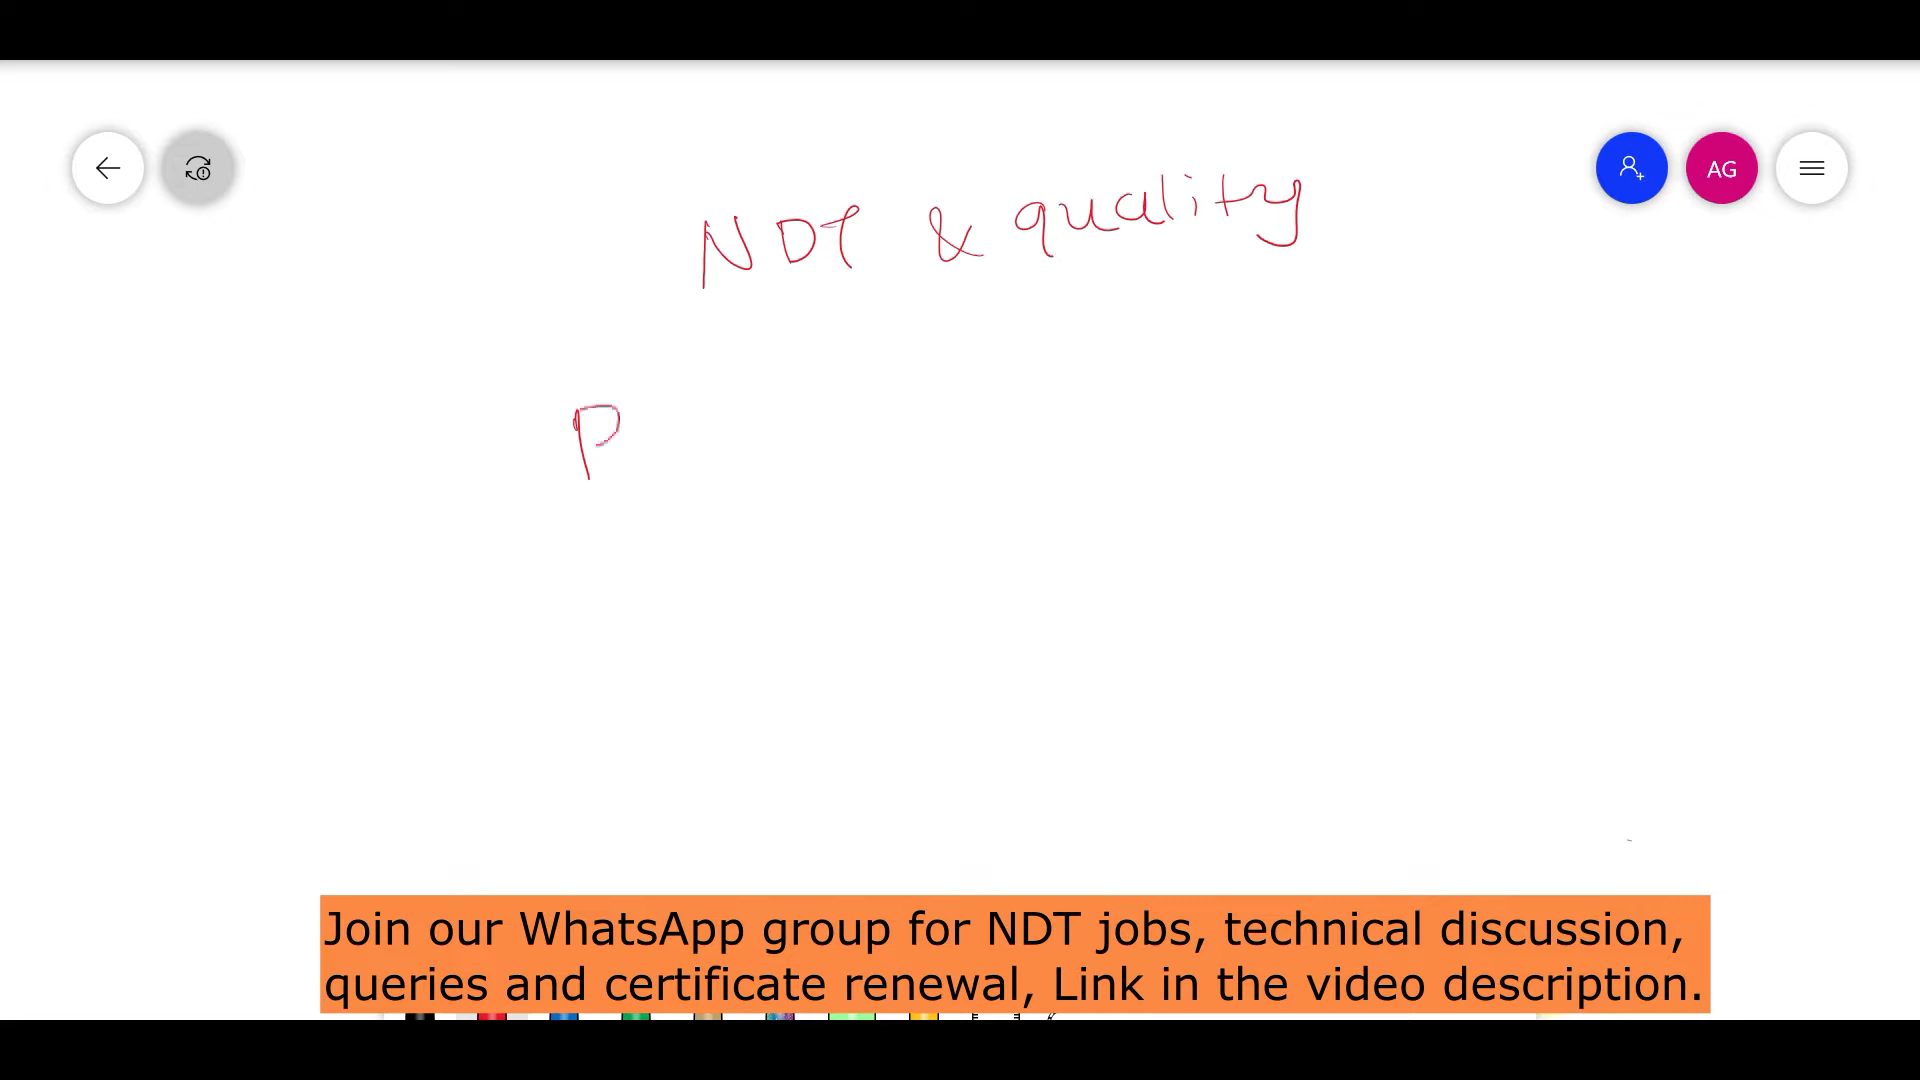 AG
NDT & quality
P
Join our WhatsApp group for NDT jobs, technical discussion,
queries and certificate renewal, Link in the video description.